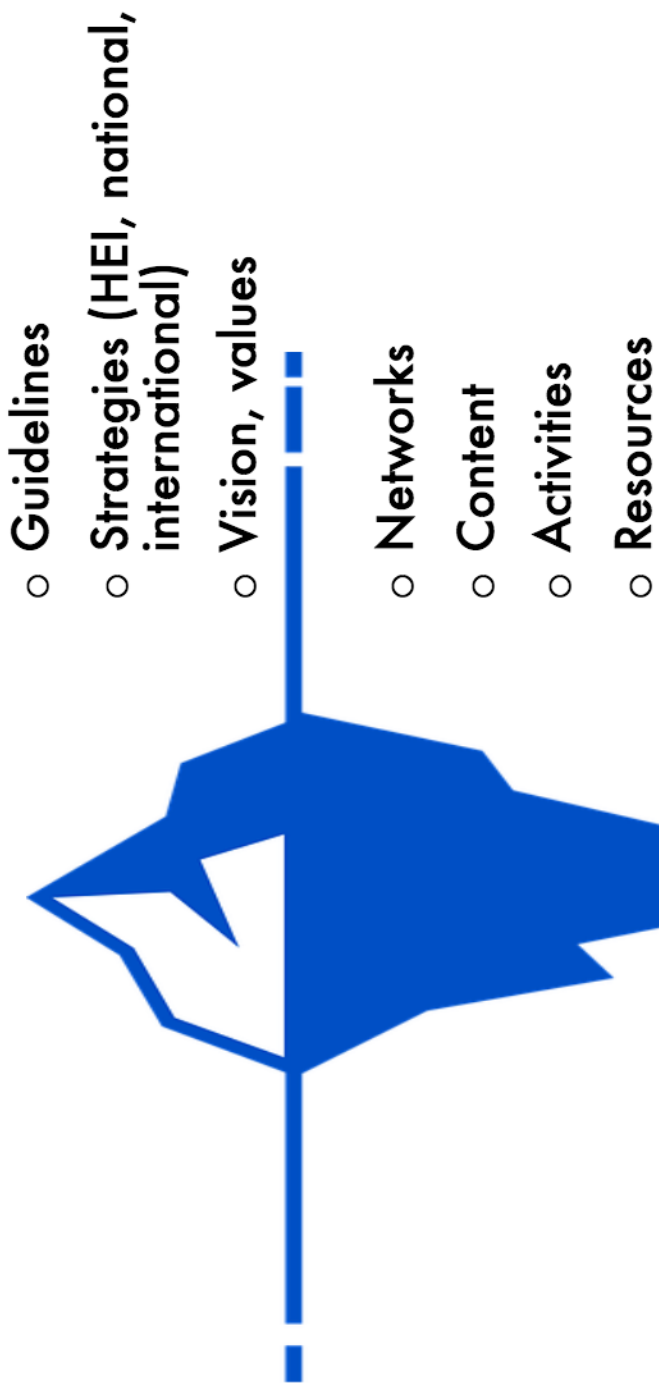 ○ Guidelines
○ Strategies (HEI, national,
international)
○ Vision, values
○ Networks
○ Content
○ Activities
○ Resources